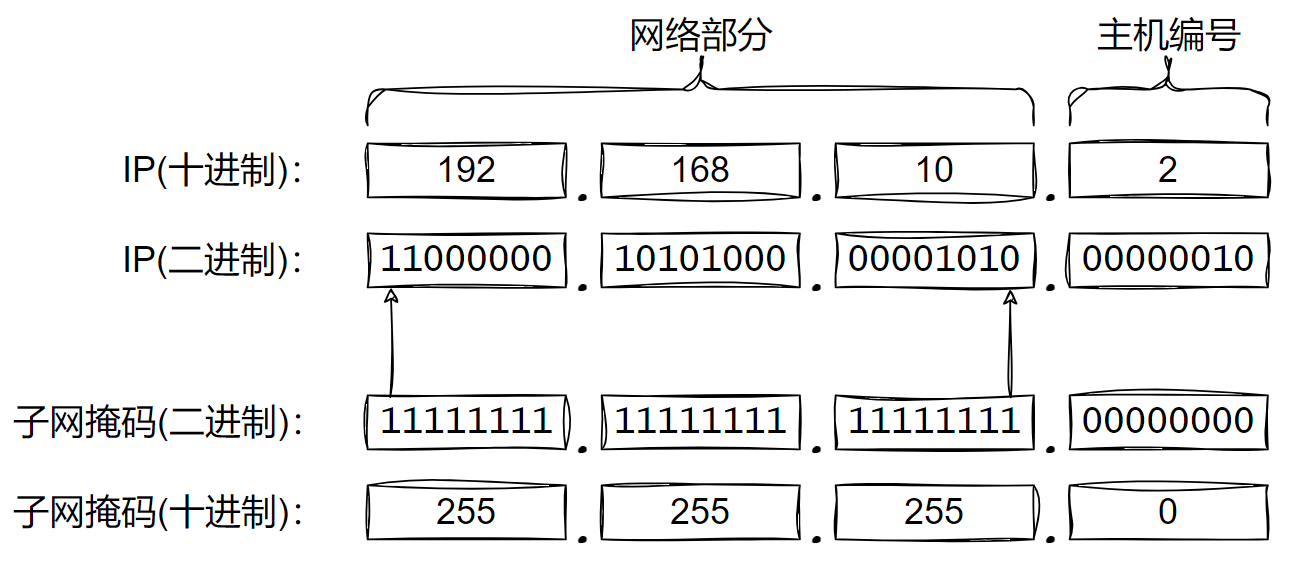 网络部分 主机编号
IP(十进制): 192 . 168 . 10 . 2
IP(二进制): 11000000 . 10101000 . 00001010 . 00000010
子网掩码(二进制): 11111111 . 11111111 . 11111111 . 00000000
子网掩码(十进制): 255 . 255 . 255 . 0